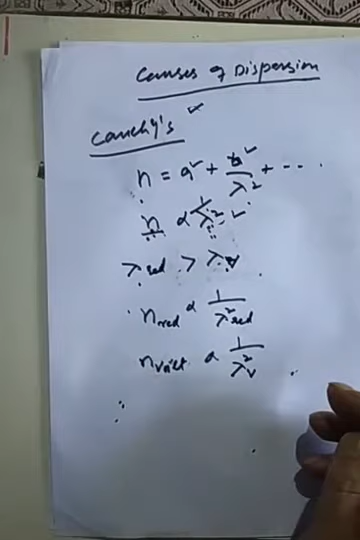 Causes of Dispersion
Cauchy's ✓
n = a + b/λ² + ---
n ∝ 1/λ²
λred > λv
nred ∝ 1/λ²red
nviolet ∝ 1/λ²v
∴